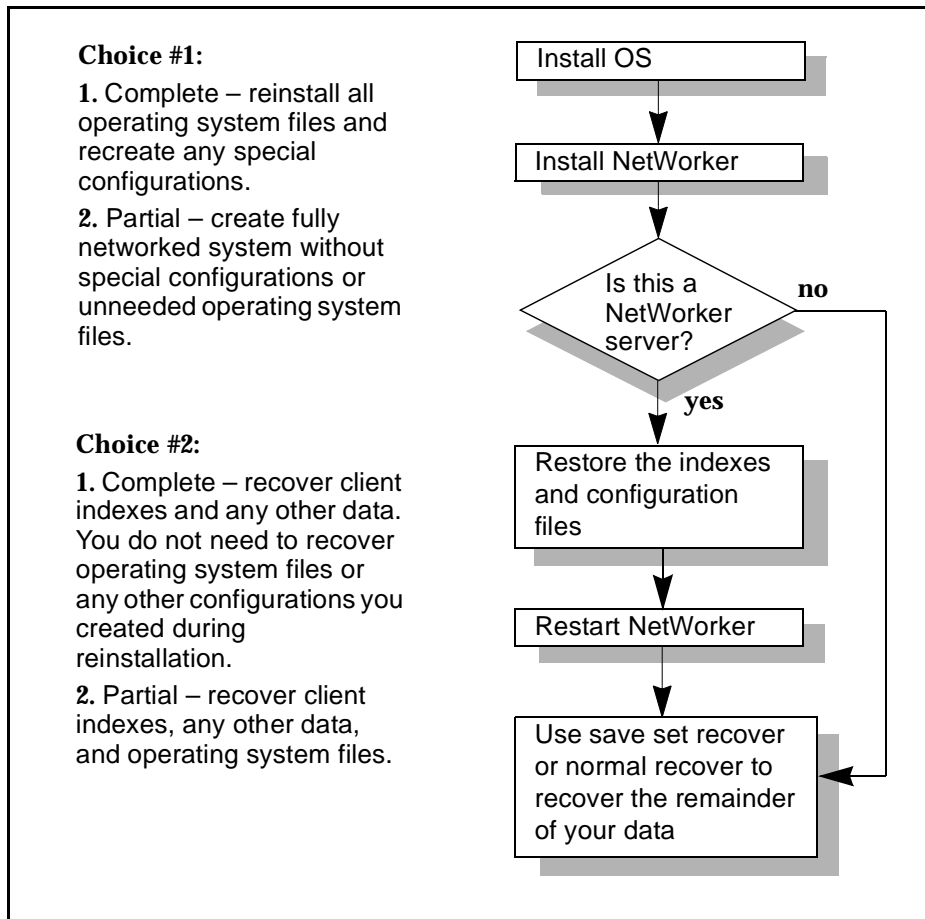 Choice #1:
1. Complete – reinstall all
operating system files and
recreate any special
configurations.
2. Partial – create fully
networked system without
special configurations or
unneeded operating system
files.
Choice #2:
1. Complete – recover client
indexes and any other data.
You do not need to recover
operating system files or
any other configurations you
created during
reinstallation.
2. Partial – recover client
indexes, any other data,
and operating system files.
Install OS
Install NetWorker
Is this a
NetWorker
server?
no
yes
Restore the indexes
and configuration
files
Restart NetWorker
Use save set recover
or normal recover to
recover the remainder
of your data